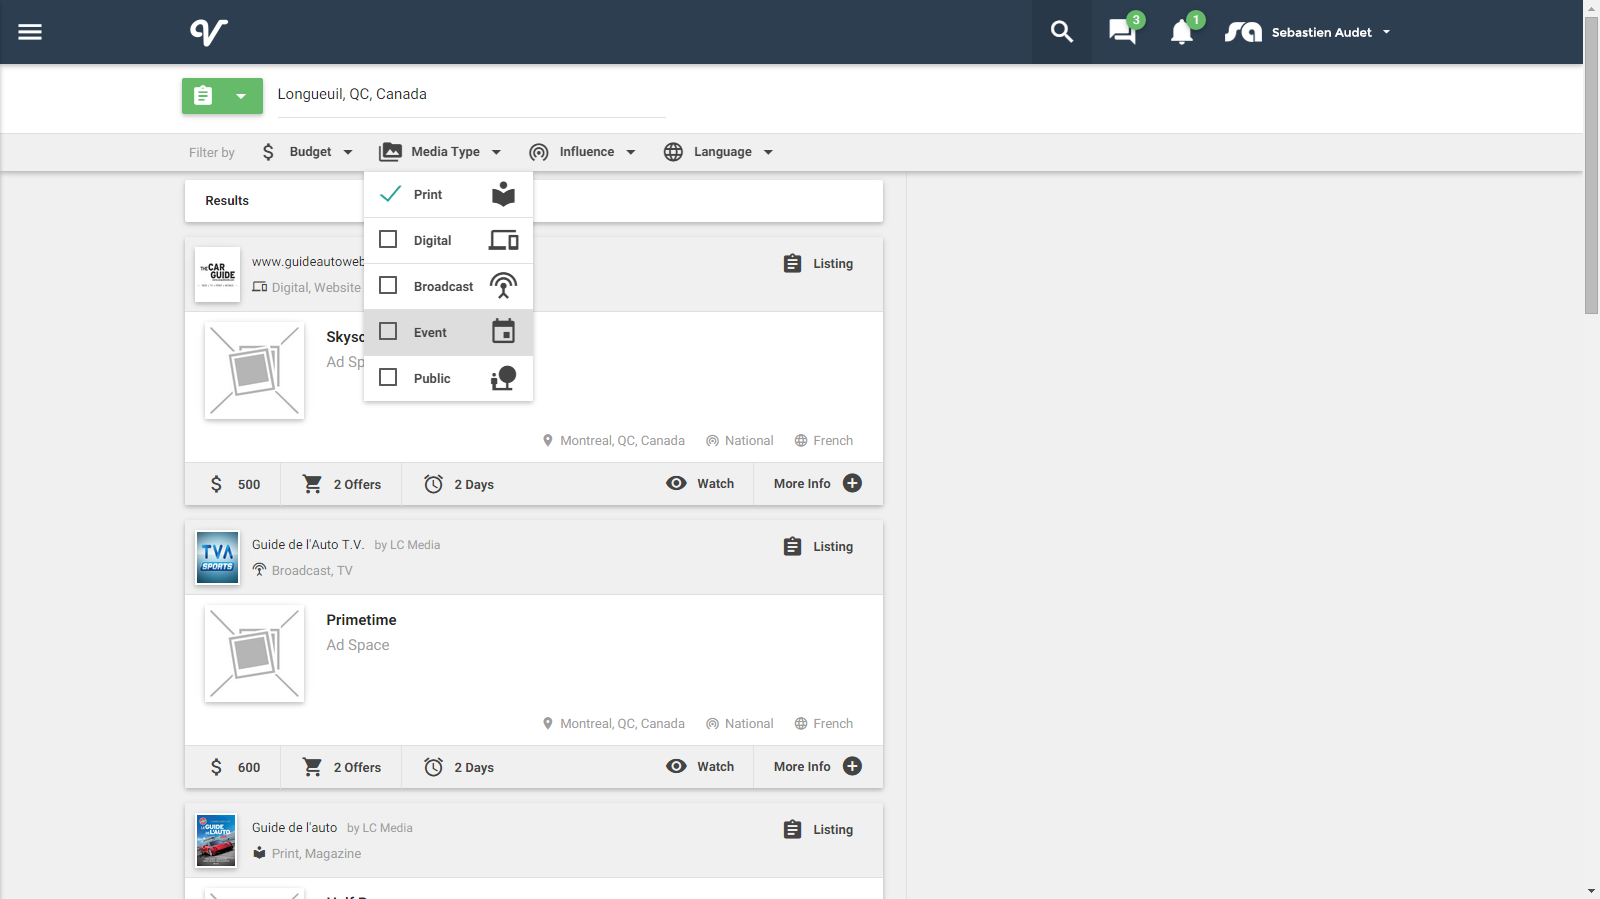 3
1
Sebastien Audet
Longueuil, QC, Canada
Filter by
Budget
Media Type
Influence
Language
Print
Digital
Broadcast
Event
Public
Results
THE CAR GUIDE
www.guideautoweb
Digital, Website
Listing
Skysc
Ad Sp
Montreal, QC, Canada
National
French
500
2 Offers
2 Days
Watch
More Info
TVA SPORTS
Guide de l'Auto T.V. by LC Media
Broadcast, TV
Listing
Primetime
Ad Space
Montreal, QC, Canada
National
French
600
2 Offers
2 Days
Watch
More Info
LE GUIDE DE L'AUTO
Guide de l'auto by LC Media
Print, Magazine
Listing